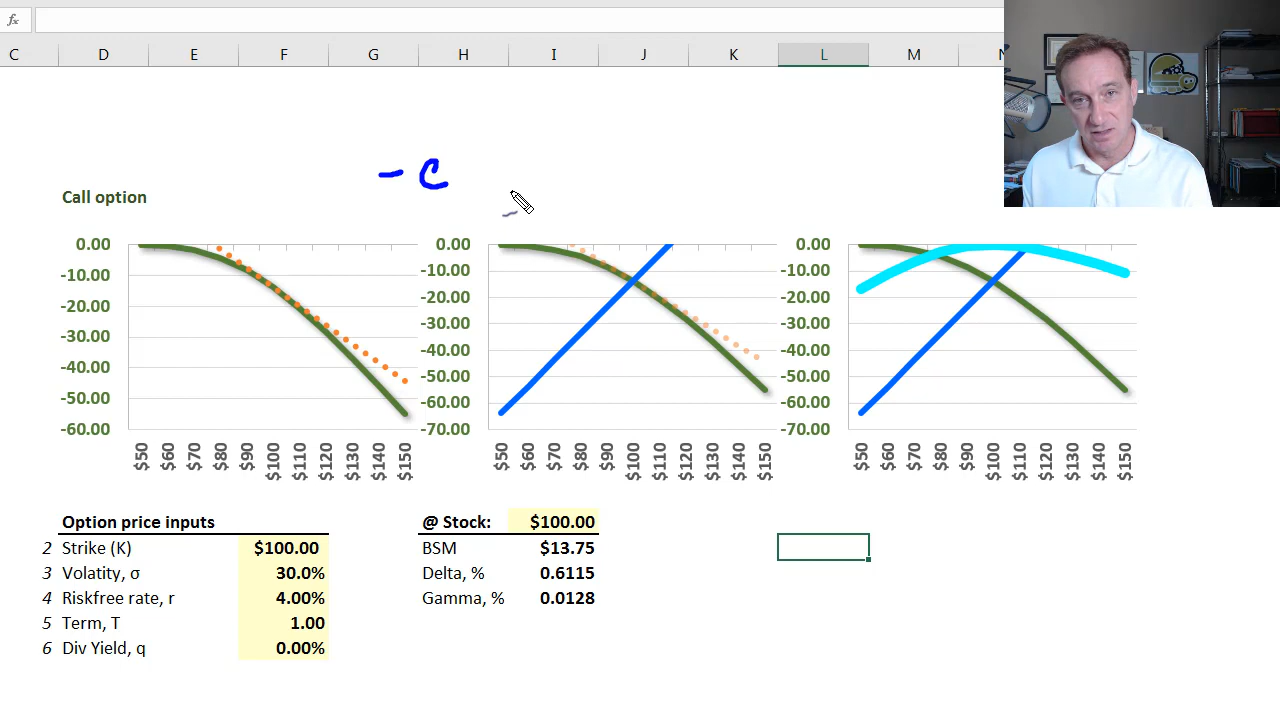 fx
C D E F G H I J K L M N
- C
Call option
0.00 0.00 0.00
-10.00 -10.00 -10.00
-20.00 -20.00 -20.00
-30.00 -30.00 -30.00
-40.00 -40.00 -40.00
-50.00 -50.00 -50.00
-60.00 -60.00 -60.00
-70.00 -70.00
$50 $60 $70 $80 $90 $100 $110 $120 $130 $140 $150 $50 $60 $70 $80 $90 $100 $110 $120 $130 $140 $150 $50 $60 $70 $80 $90 $100 $110 $120 $130 $140 $150
Option price inputs @ Stock: $100.00
2 Strike (K) $100.00 BSM $13.75
3 Volatity, σ 30.0% Delta, % 0.6115
4 Riskfree rate, r 4.00% Gamma, % 0.0128
5 Term, T 1.00
6 Div Yield, q 0.00%